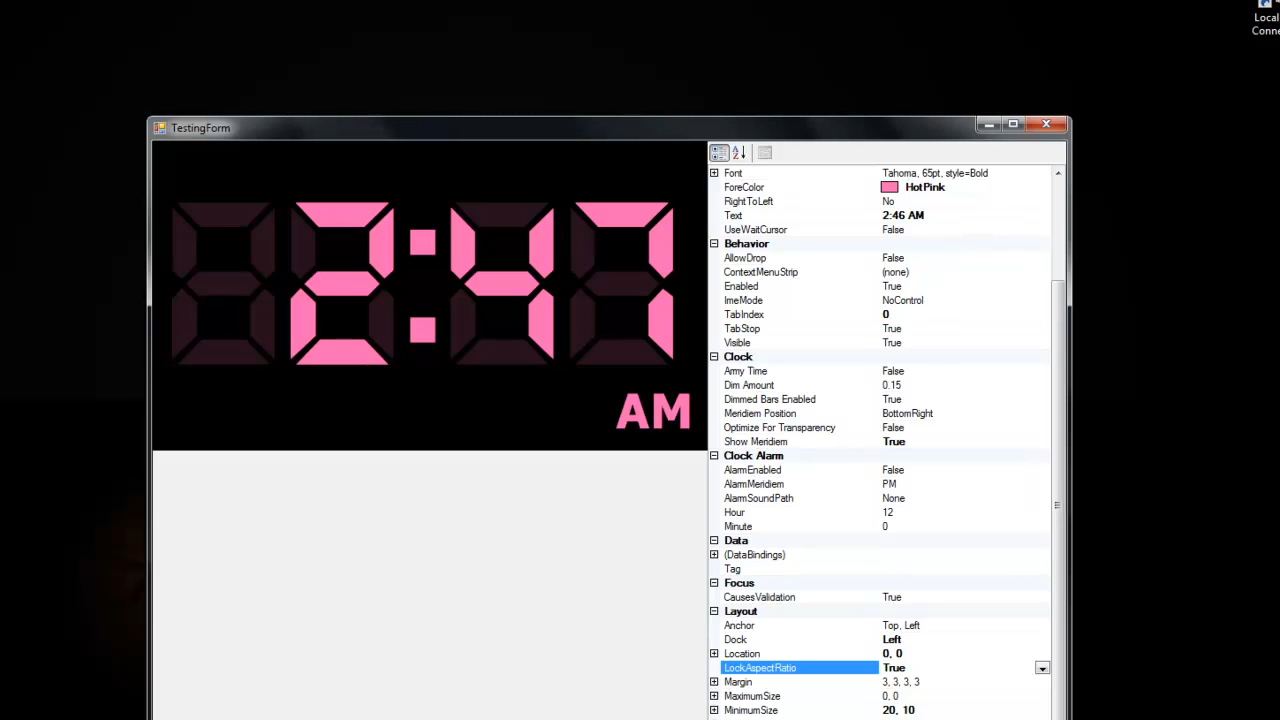 Local
Conne
TestingForm
2:47
AM
Font Tahoma, 65pt, style=Bold
ForeColor HotPink
RightToLeft No
Text 2:46 AM
UseWaitCursor False
Behavior
AllowDrop False
ContextMenuStrip (none)
Enabled True
ImeMode NoControl
TabIndex 0
TabStop True
Visible True
Clock
Army Time False
Dim Amount 0.15
Dimmed Bars Enabled True
Meridiem Position BottomRight
Optimize For Transparency False
Show Meridiem True
Clock Alarm
AlarmEnabled False
AlarmMeridiem PM
AlarmSoundPath None
Hour 12
Minute 0
Data
(DataBindings)
Tag
Focus
CausesValidation True
Layout
Anchor Top, Left
Dock Left
Location 0, 0
LockAspectRatio True
Margin 3, 3, 3, 3
MaximumSize 0, 0
MinimumSize 20, 10